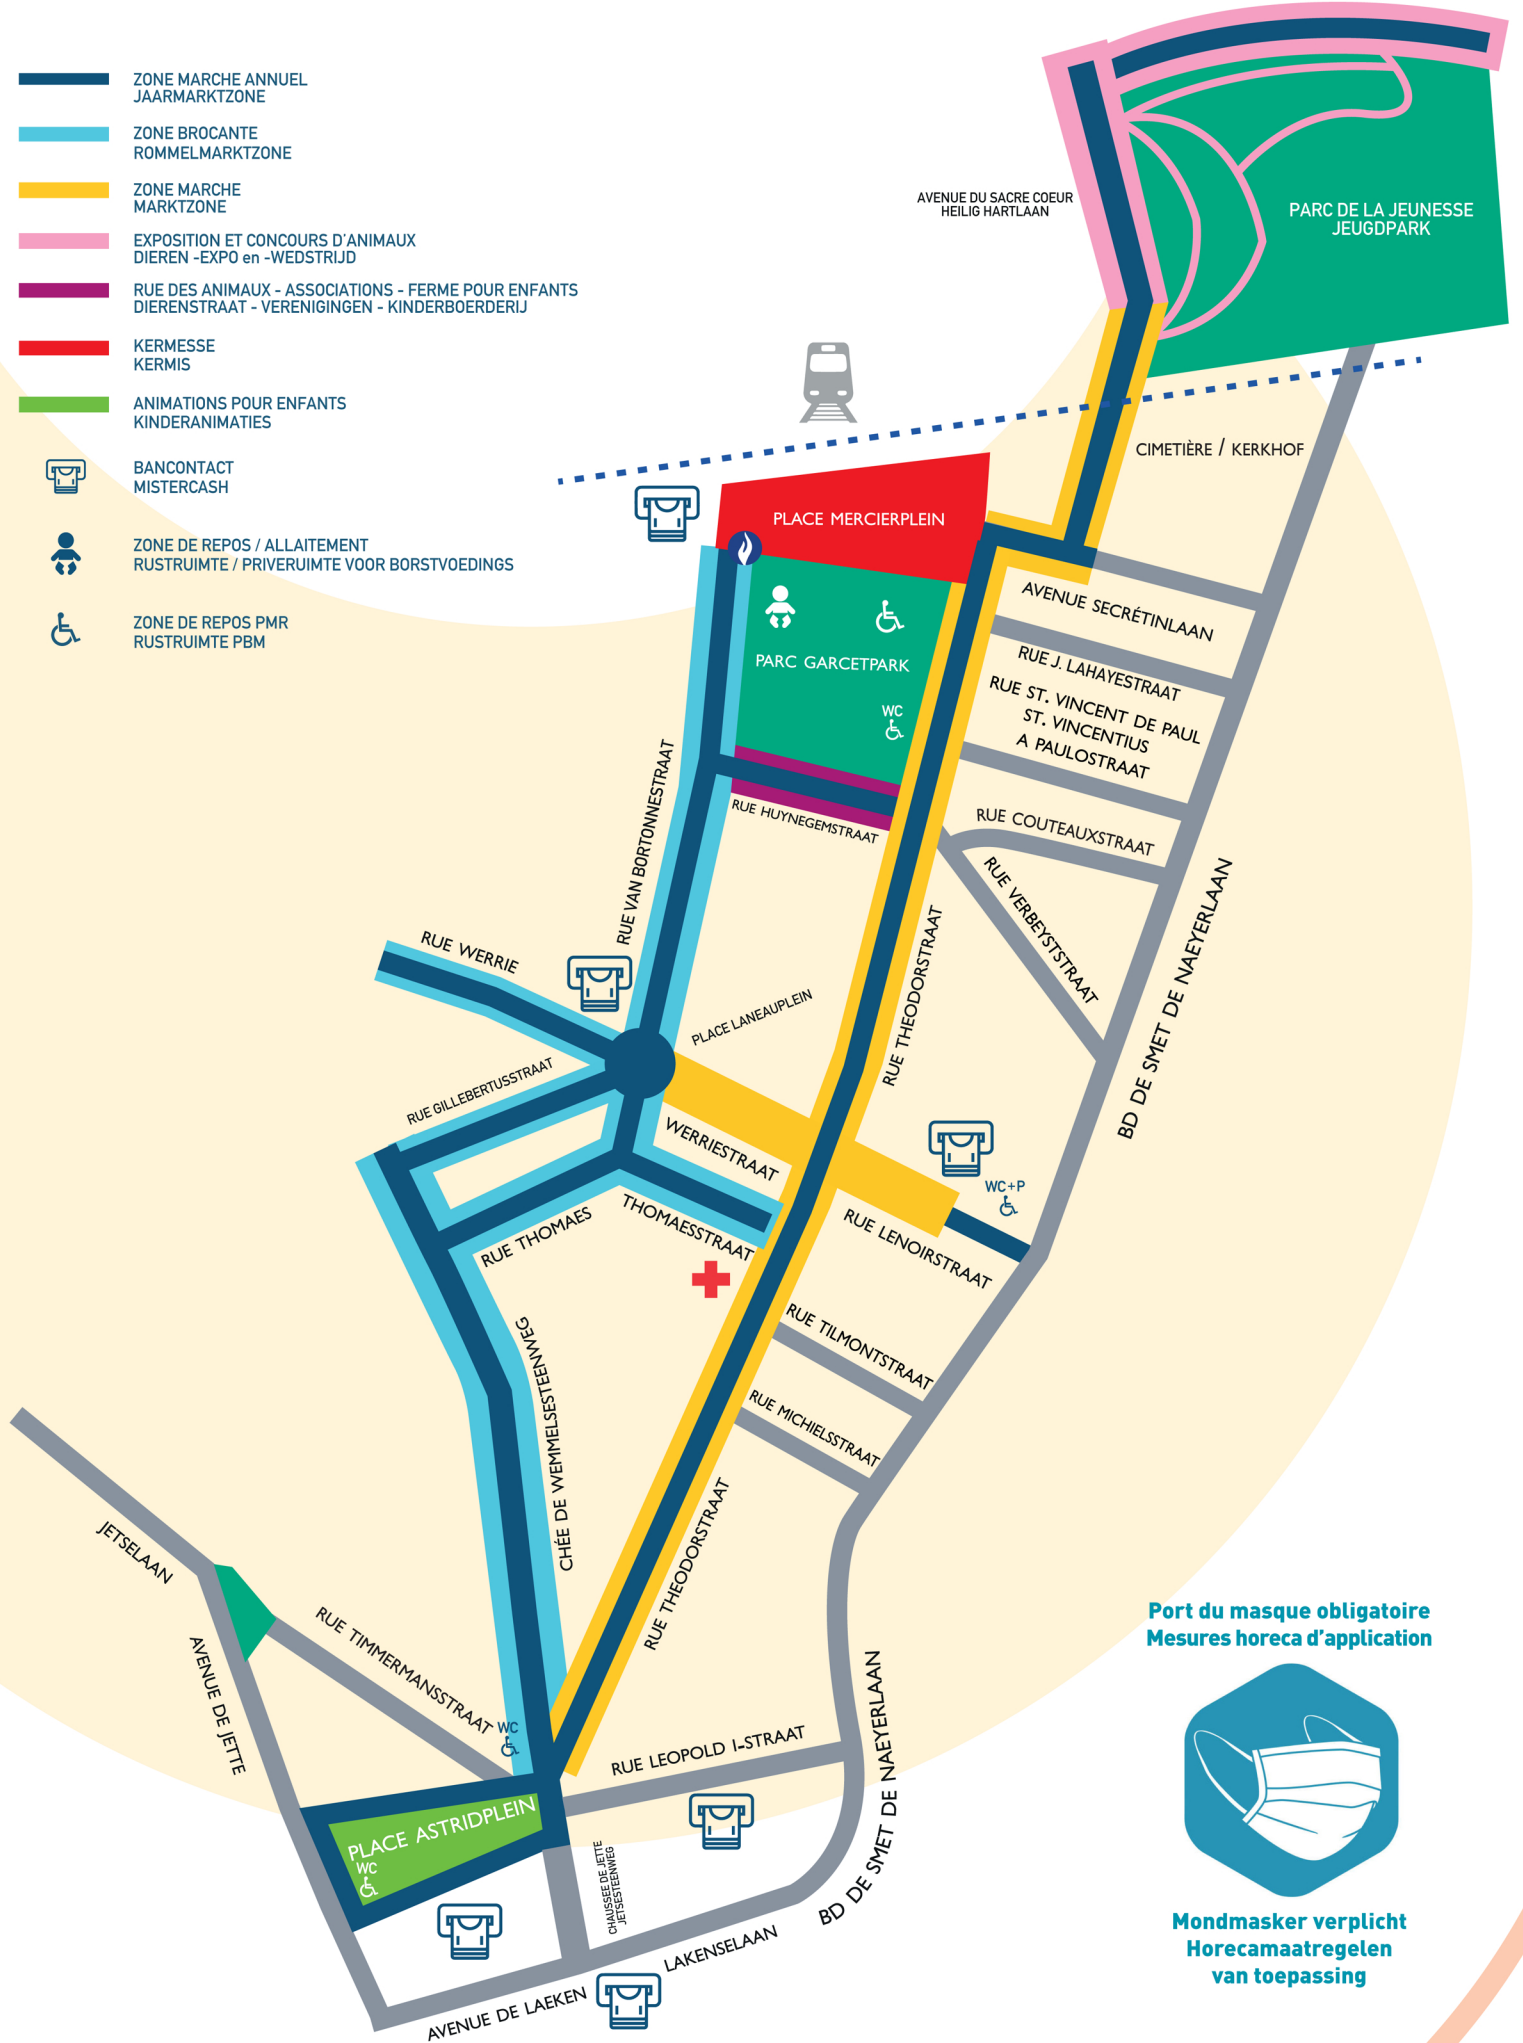 ZONE MARCHE ANNUEL
JAARMARKTZONE
ZONE BROCANTE
ROMMELMARKTZONE
ZONE MARCHE
MARKTZONE
EXPOSITION ET CONCOURS D'ANIMAUX
DIEREN -EXPO en -WEDSTRIJD
RUE DES ANIMAUX - ASSOCIATIONS - FERME POUR ENFANTS
DIERENSTRAAT - VERENIGINGEN - KINDERBOERDERIJ
KERMESSE
KERMIS
ANIMATIONS POUR ENFANTS
KINDERANIMATIES
BANCONTACT
MISTERCASH
ZONE DE REPOS / ALLAITEMENT
RUSTRUIMTE / PRIVERUIMTE VOOR BORSTVOEDINGS
ZONE DE REPOS PMR
RUSTRUIMTE PBM
AVENUE DU SACRE COEUR
HEILIG HARTLAAN
PARC DE LA JEUNESSE
JEUGDPARK
CIMETIÈRE / KERKHOF
PLACE MERCIERPLEIN
AVENUE SECRÉTINLAAN
PARC GARCETPARK
WC
RUE J. LAHAYESTRAAT
RUE ST. VINCENT DE PAUL
ST. VINCENTIUS
A PAULOSTRAAT
RUE VAN BORTONNESTRAAT
RUE HUYNEGEMSTRAAT
RUE COUTEAUXSTRAAT
RUE VERBEYSTSTRAAT
RUE THEODORSTRAAT
BD DE SMET DE NAEYERLAAN
RUE WERRIE
PLACE LANEAUPLEIN
RUE GILLEBERTUSSTRAAT
WERRIESTRAAT
WC+P
RUE THOMAES
THOMAESSTRAAT
RUE LENOIRSTRAAT
RUE TILMONTSTRAAT
RUE MICHIELSSTRAAT
CHÉE DE WEMMELSESTEENWEG
RUE THEODORSTRAAT
JETSELAAN
AVENUE DE JETTE
RUE TIMMERMANSSTRAAT
WC
RUE LEOPOLD I-STRAAT
BD DE SMET DE NAEYERLAAN
PLACE ASTRIDPLEIN
WC
CHAUSSEE DE JETTE
JETSESTEENWEG
AVENUE DE LAEKEN
LAKENSELAAN
Port du masque obligatoire
Mesures horeca d'application
Mondmasker verplicht
Horecamaatregelen
van toepassing